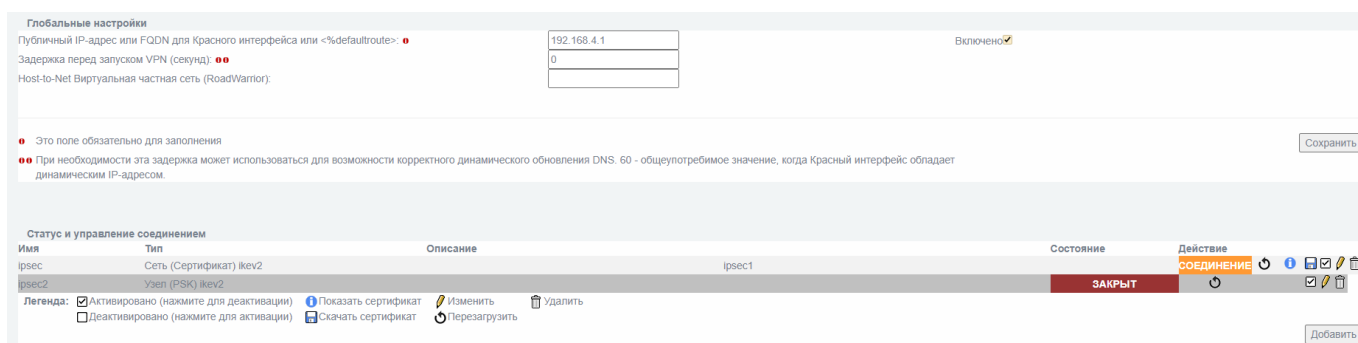 Глобальные настройки
Публичный IP-адрес или FQDN для Красного интерфейса или <%defaultroute>: 192.168.4.1 Включено
Задержка перед запуском VPN (секунд): 0
Host-to-Net Виртуальная частная сеть (RoadWarrior):
Это поле обязательно для заполнения
Сохранить
При необходимости эта задержка может использоваться для возможности корректного динамического обновления DNS. 60 - общеупотребимое значение, когда Красный интерфейс обладает
динамическим IP-адресом.
Статус и управление соединением
Имя Тип Описание Состояние Действие
ipsec Сеть (Сертификат) ikev2 ipsec1 СОЕДИНЕНИЕ
ipsec2 Узел (PSK) ikev2 ЗАКРЫТ
Легенда: Активировано (нажмите для деактивации) Показать сертификат Изменить Удалить
Деактивировано (нажмите для активации) Скачать сертификат Перезагрузить
Добавить